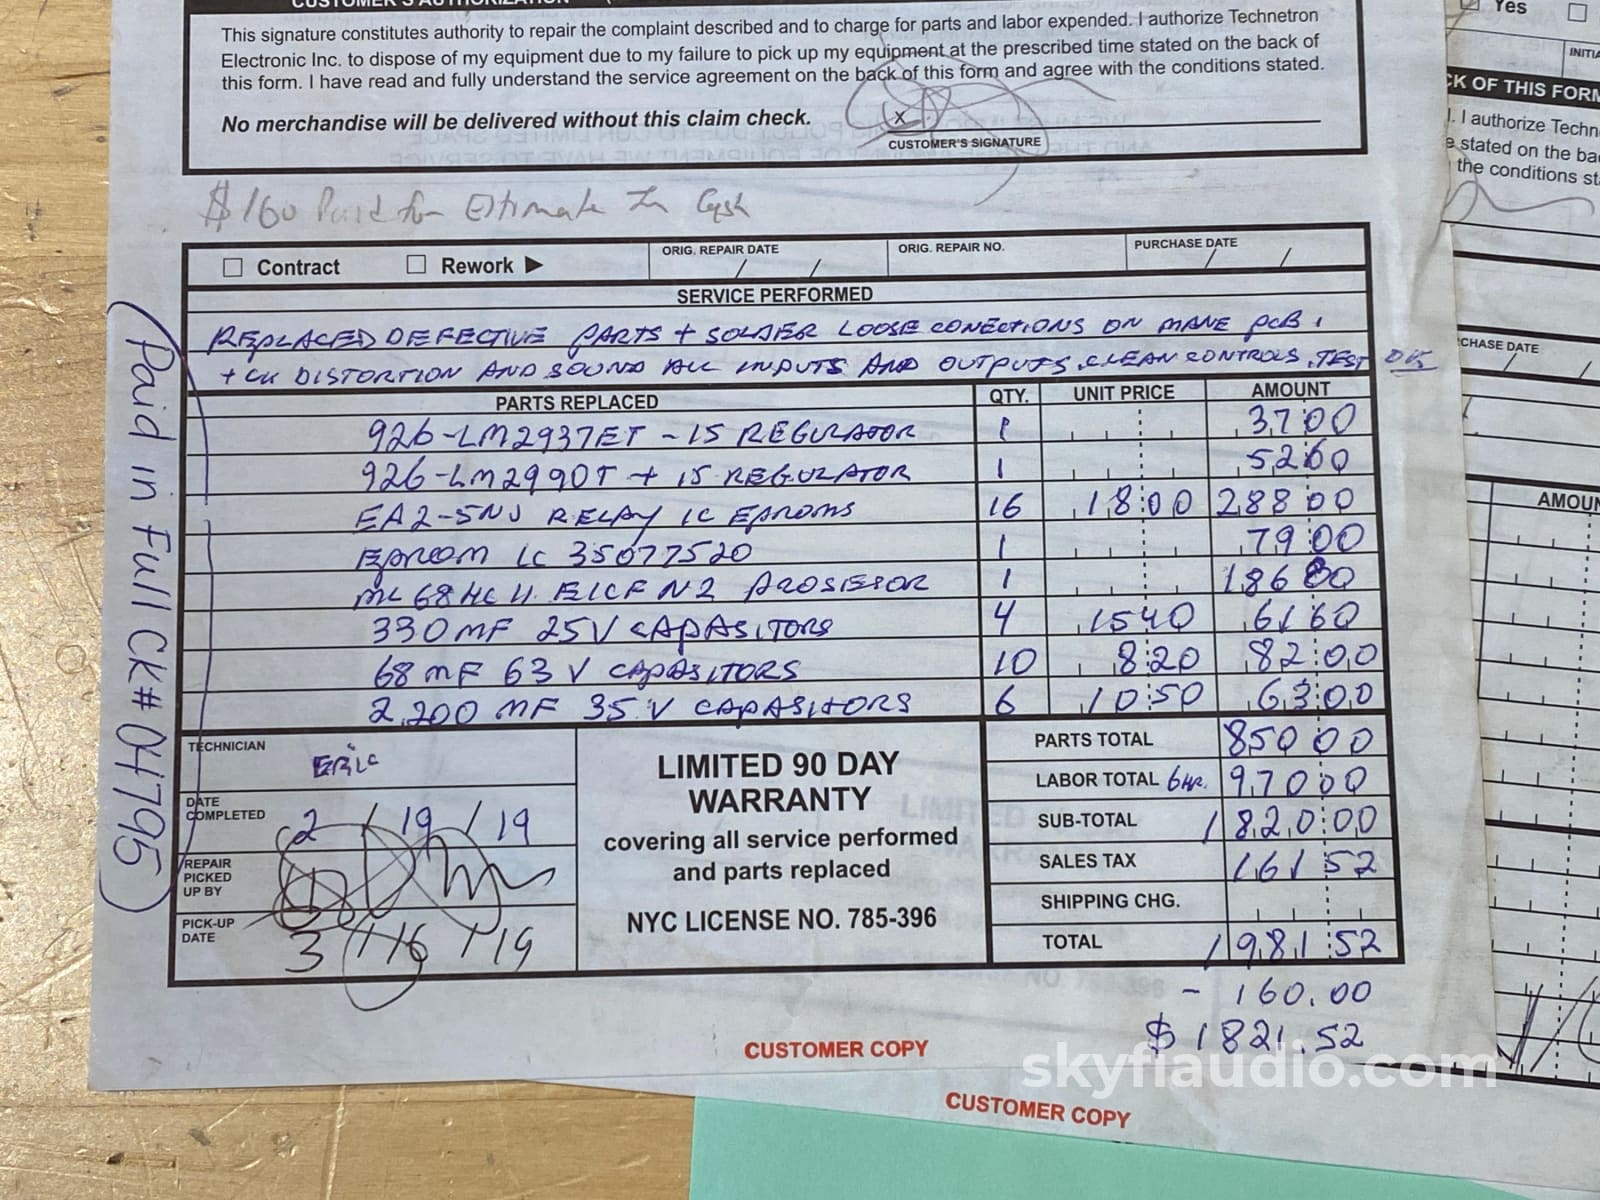 CUSTOMER'S AUTHORIZATION
This signature constitutes authority to repair the complaint described and to charge for parts and labor expended. I authorize Technetron
Electronic Inc. to dispose of my equipment due to my failure to pick up my equipment at the prescribed time stated on the back of
this form. I have read and fully understand the service agreement on the back of this form and agree with the conditions stated.
No merchandise will be delivered without this claim check.
x
CUSTOMER'S SIGNATURE
$160 Paid for Estimate In Cash
Contract Rework ▶ ORIG. REPAIR DATE / / ORIG. REPAIR NO. PURCHASE DATE / /
SERVICE PERFORMED
REPLACED DEFECTIVE PARTS + SOLDER LOOSE CONECTIONS ON MANE PCB.
+ CK DISTORTION AND SOUND ALL INPUTS AND OUTPUTS. CLEAN CONTROLS. TEST OK
PARTS REPLACED QTY. UNIT PRICE AMOUNT
926-LM2937ET - 15 REGULATOR 1 37 00
926-LM2990T + 15 REGULATOR 1 52 60
EA2-5NJ RELAY IC EPROMS 16 18 00 288 00
EPROM IC 35077520 1 79 00
MC 68HC11 E1CFN2 PROSESSOR 1 186 80
330 MF 25V CAPASITORS 4 15 40 61 60
68 MF 63 V CAPASITORS 10 8 20 82 00
2,200 MF 35 V CAPASITORS 6 10 50 63 00
PARTS TOTAL 850 00
LABOR TOTAL 6 HR. 970 00
SUB-TOTAL 1820 00
SALES TAX 161 52
SHIPPING CHG.
TOTAL 1981 52
- 160.00
$ 1821.52
TECHNICIAN ERIC
DATE COMPLETED 2 / 19 / 19
REPAIR PICKED UP BY
PICK-UP DATE 3 / 16 / 19
LIMITED 90 DAY
WARRANTY
covering all service performed
and parts replaced
NYC LICENSE NO. 785-396
CUSTOMER COPY
(Paid in Full CK# 04795)
skyfiaudio.com
CUSTOMER COPY
Yes
CK OF THIS FORM
. I authorize Techn
stated on the ba
the conditions st
CHASE DATE
AMOUN